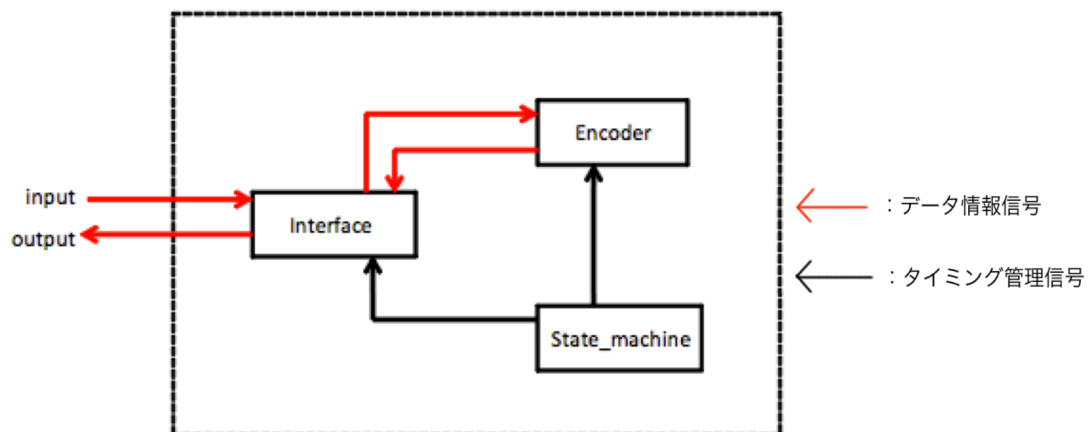 Encoder
input
Interface
output
：データ情報信号
：タイミング管理信号
State_machine